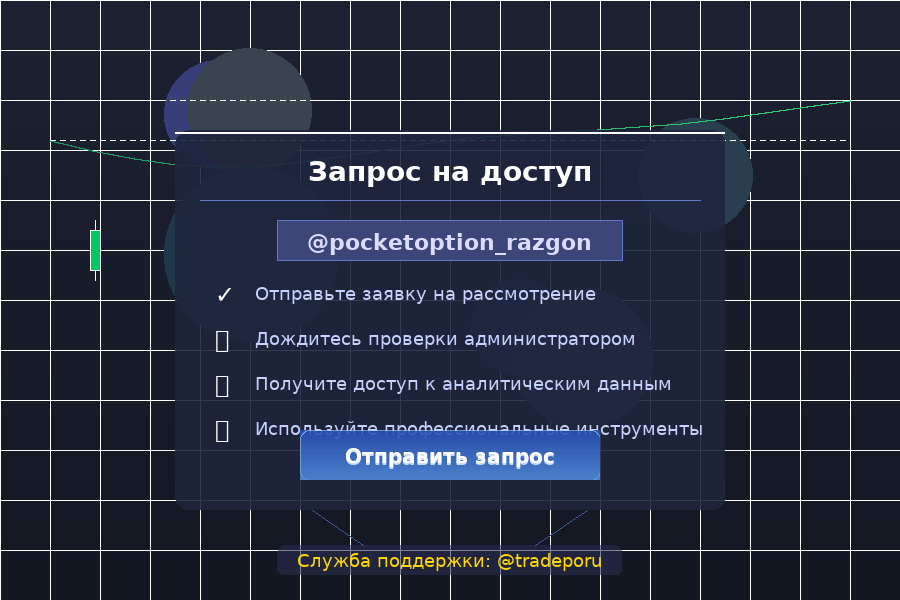 Запрос на доступ
@pocketoption_razgon
✓ Отправьте заявку на рассмотрение
Дождитесь проверки администратором
Получите доступ к аналитическим данным
Используйте профессиональные инструменты
Отправить запрос
Служба поддержки: @tradeporu